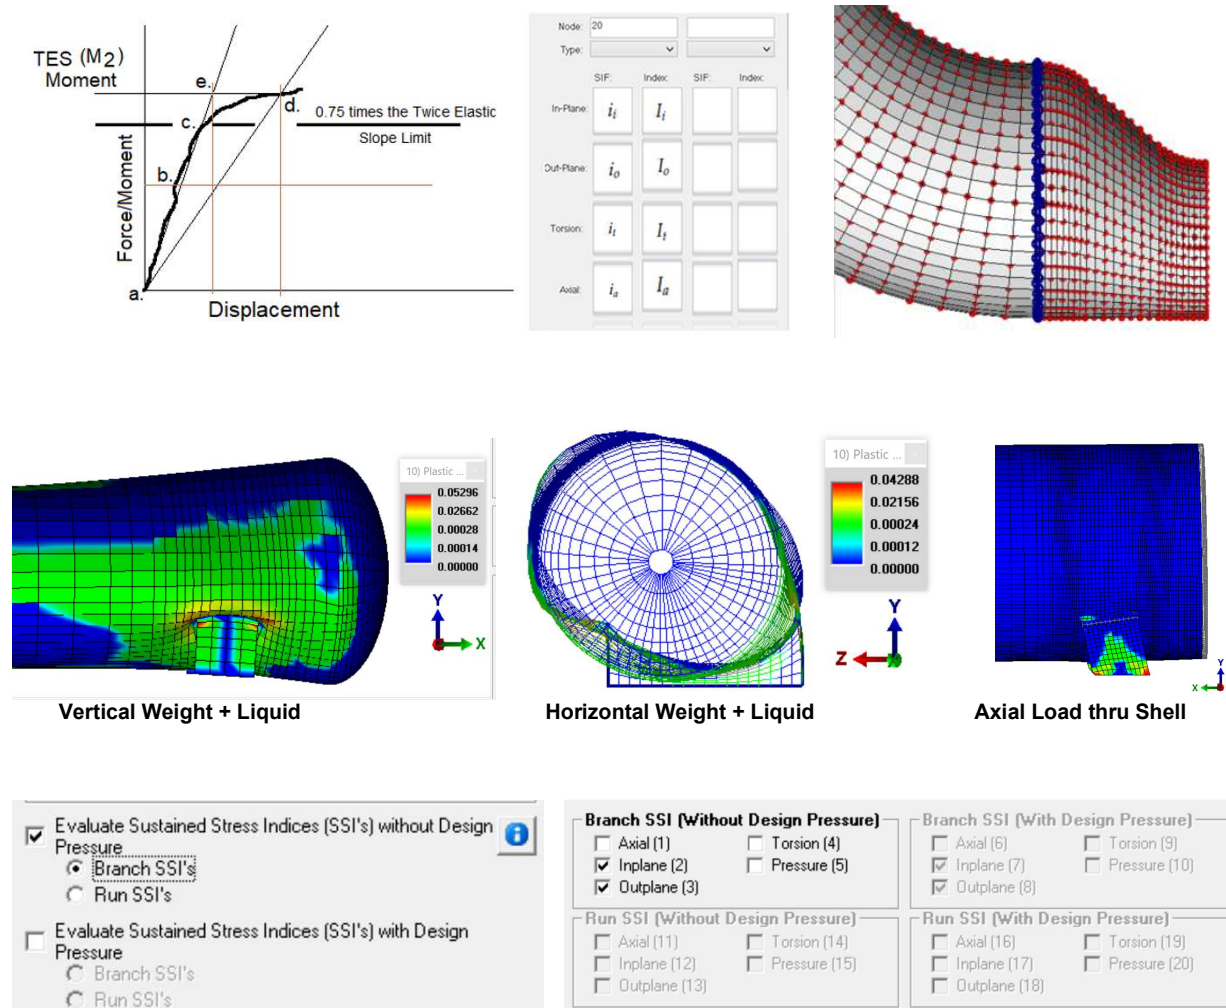 TES (M2)
Moment
e.
d.
c.
0.75 times the Twice Elastic
Slope Limit
b.
Force/Moment
a.
Displacement
Node: 20
Type:
SIF: Index: SIF: Index:
In-Plane: ii Ii
Out-Plane: io Io
Torsion: it It
Axial: ia Ia
10) Plastic ...
0.05296
0.02662
0.00028
0.00014
0.00000
Y
X
Vertical Weight + Liquid
10) Plastic ...
0.04288
0.02156
0.00024
0.00012
0.00000
Y
Z
X
Horizontal Weight + Liquid
Y
X
Axial Load thru Shell
Evaluate Sustained Stress Indices (SSI's) without Design
Pressure
Branch SSI's
Run SSI's
Evaluate Sustained Stress Indices (SSI's) with Design
Pressure
Branch SSI's
Run SSI's
Branch SSI (Without Design Pressure)
Axial (1) Torsion (4)
Inplane (2) Pressure (5)
Outplane (3)
Branch SSI (With Design Pressure)
Axial (6) Torsion (9)
Inplane (7) Pressure (10)
Outplane (8)
Run SSI (Without Design Pressure)
Axial (11) Torsion (14)
Inplane (12) Pressure (15)
Outplane (13)
Run SSI (With Design Pressure)
Axial (16) Torsion (19)
Inplane (17) Pressure (20)
Outplane (18)